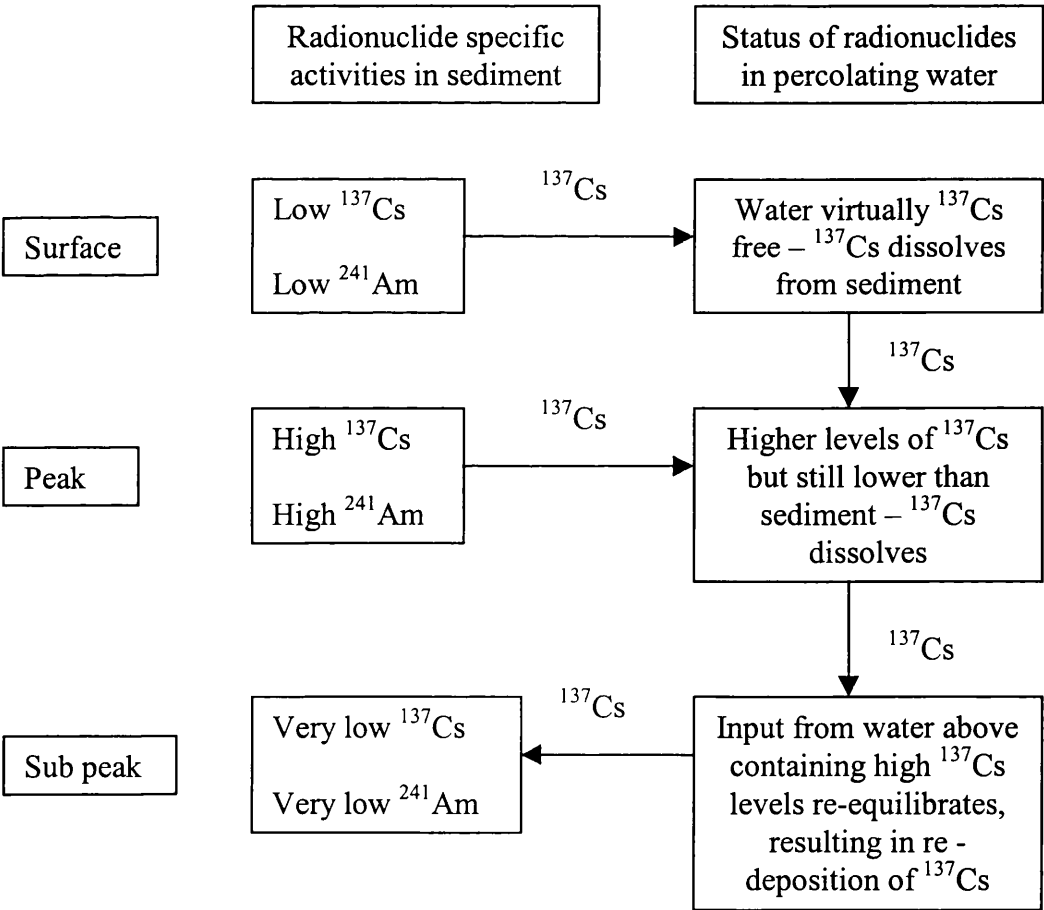 Radionuclide specific
activities in sediment
Status of radionuclides
in percolating water
Surface
Low ¹³⁷Cs
Low ²⁴¹Am
¹³⁷Cs
Water virtually ¹³⁷Cs
free – ¹³⁷Cs dissolves
from sediment
¹³⁷Cs
Peak
High ¹³⁷Cs
High ²⁴¹Am
¹³⁷Cs
Higher levels of ¹³⁷Cs
but still lower than
sediment – ¹³⁷Cs
dissolves
¹³⁷Cs
Sub peak
Very low ¹³⁷Cs
Very low ²⁴¹Am
¹³⁷Cs
Input from water above
containing high ¹³⁷Cs
levels re-equilibrates,
resulting in re -
deposition of ¹³⁷Cs